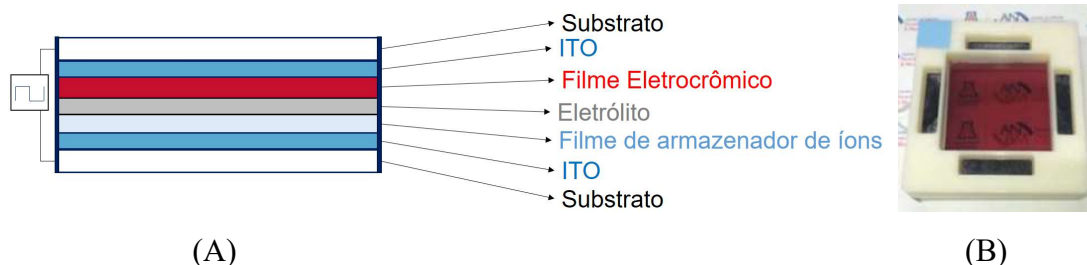 Substrato
ITO
Filme Eletrocrômico
Eletrólito
Filme de armazenador de íons
ITO
Substrato
(A)
(B)